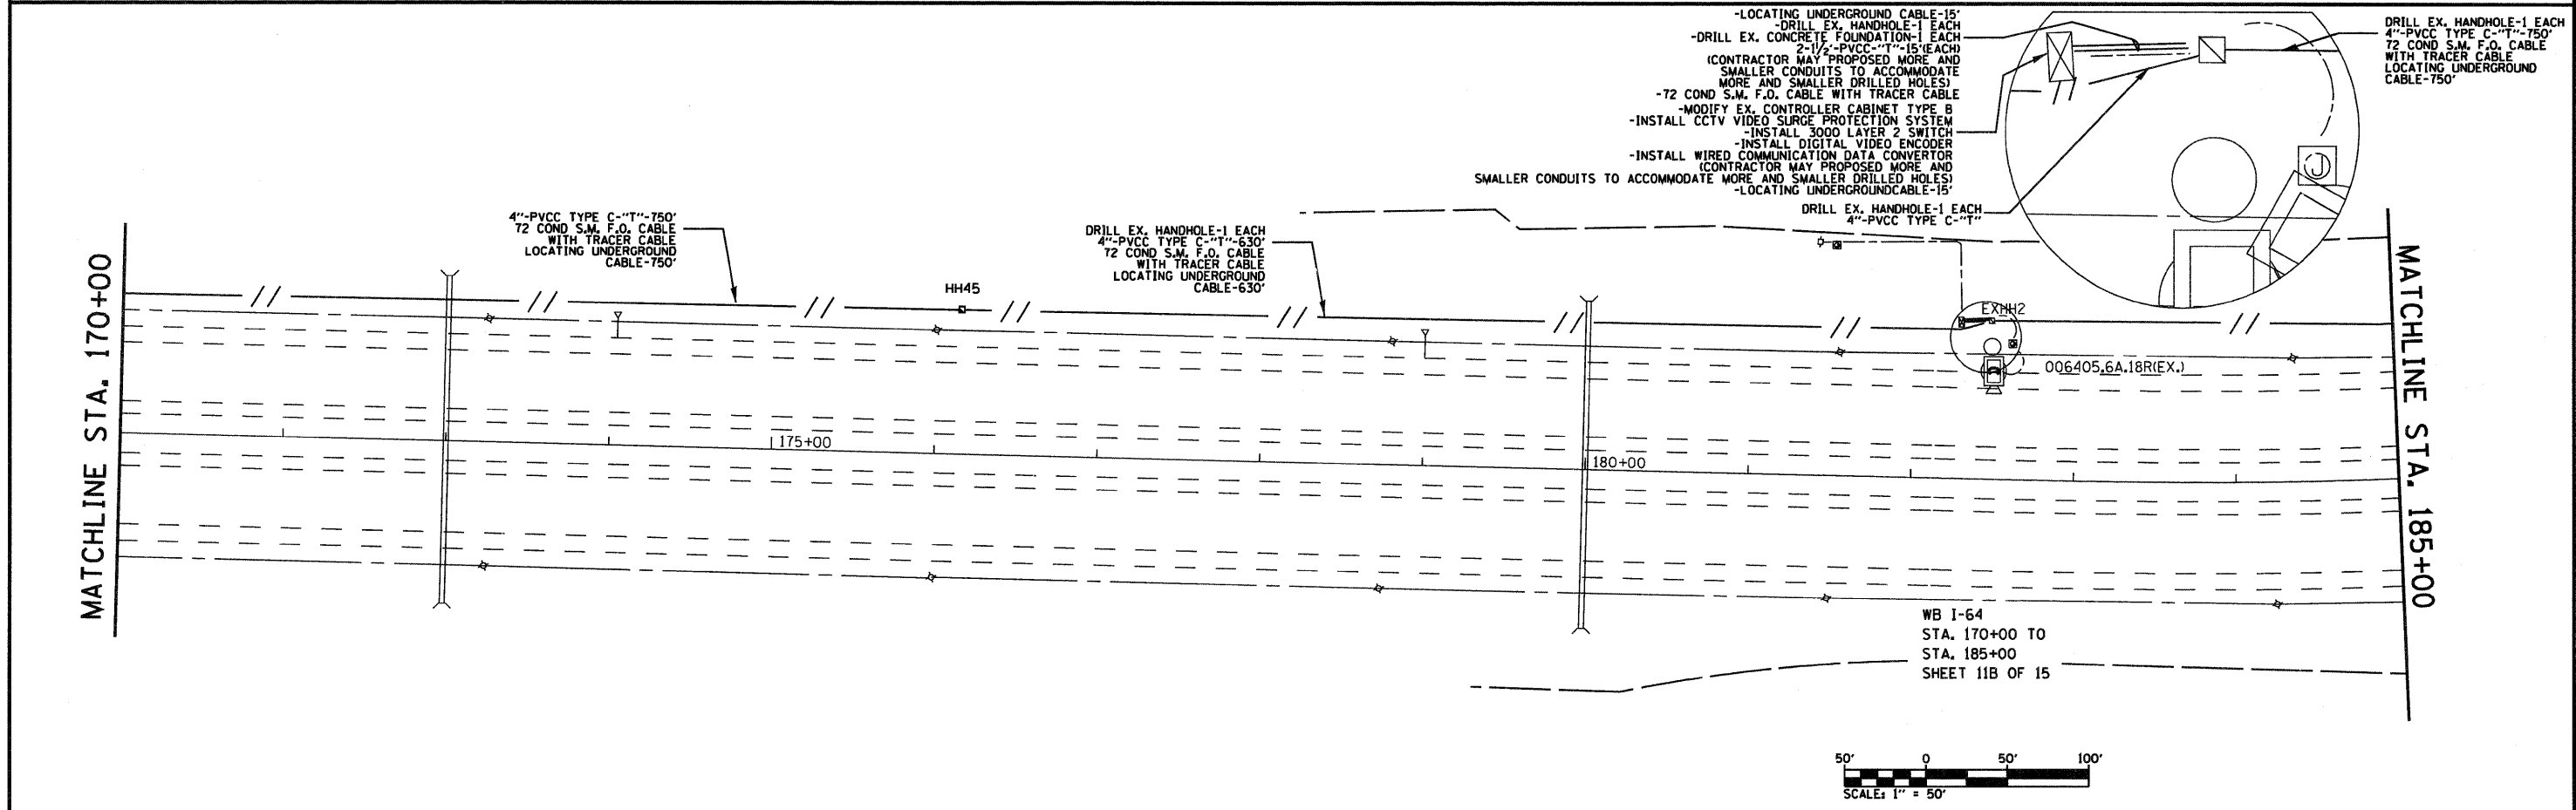 -LOCATING UNDERGROUND CABLE-15'
-DRILL EX. HANDHOLE-1 EACH
-DRILL EX. CONCRETE FOUNDATION-1 EACH
2-1½"-PVCC-"T"-15'(EACH)
(CONTRACTOR MAY PROPOSED MORE AND
SMALLER CONDUITS TO ACCOMMODATE
MORE AND SMALLER DRILLED HOLES)
-72 COND S.M. F.O. CABLE WITH TRACER CABLE
-MODIFY EX. CONTROLLER CABINET TYPE B
-INSTALL CCTV VIDEO SURGE PROTECTION SYSTEM
-INSTALL 3000 LAYER 2 SWITCH
-INSTALL DIGITAL VIDEO ENCODER
-INSTALL WIRED COMMUNICATION DATA CONVERTOR
(CONTRACTOR MAY PROPOSED MORE AND
SMALLER CONDUITS TO ACCOMMODATE MORE AND SMALLER DRILLED HOLES)
-LOCATING UNDERGROUNDCABLE-15'
DRILL EX. HANDHOLE-1 EACH
4"-PVCC TYPE C-"T"
DRILL EX. HANDHOLE-1 EACH
4"-PVCC TYPE C-"T"-750'
72 COND S.M. F.O. CABLE
WITH TRACER CABLE
LOCATING UNDERGROUND
CABLE-750'
J
4"-PVCC TYPE C-"T"-750'
72 COND S.M. F.O. CABLE
WITH TRACER CABLE
LOCATING UNDERGROUND
CABLE-750'
DRILL EX. HANDHOLE-1 EACH
4"-PVCC TYPE C-"T"-630'
72 COND S.M. F.O. CABLE
WITH TRACER CABLE
LOCATING UNDERGROUND
CABLE-630'
HH45
EXHH2
006405.6A.18R(EX.)
MATCHLINE STA. 170+00
175+00
180+00
MATCHLINE STA. 185+00
WB I-64
STA. 170+00 TO
STA. 185+00
SHEET 11B OF 15
50' 0 50' 100'
SCALE: 1" = 50'